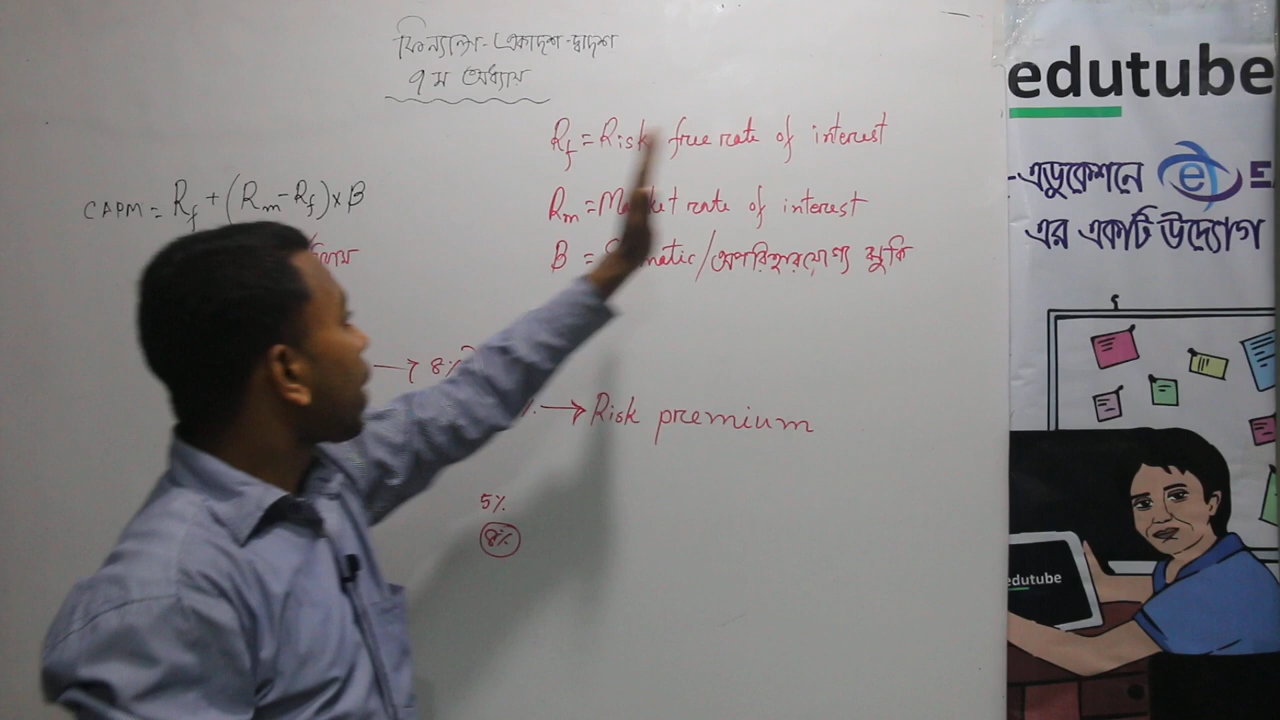 ফিন্যান্স-একাদশ-দ্বাদশ
৭ম অধ্যায়
CAPM = Rf + (Rm - Rf) × β
Rf = Risk free rate of interest
Rm = Market rate of interest
B = /অপরিহারযোগ্য ঝুকি
→ 8%
→ Risk premium
5%
8%
edutube
-এডুকেশনে
এর একটি উদ্যোগ
edutube